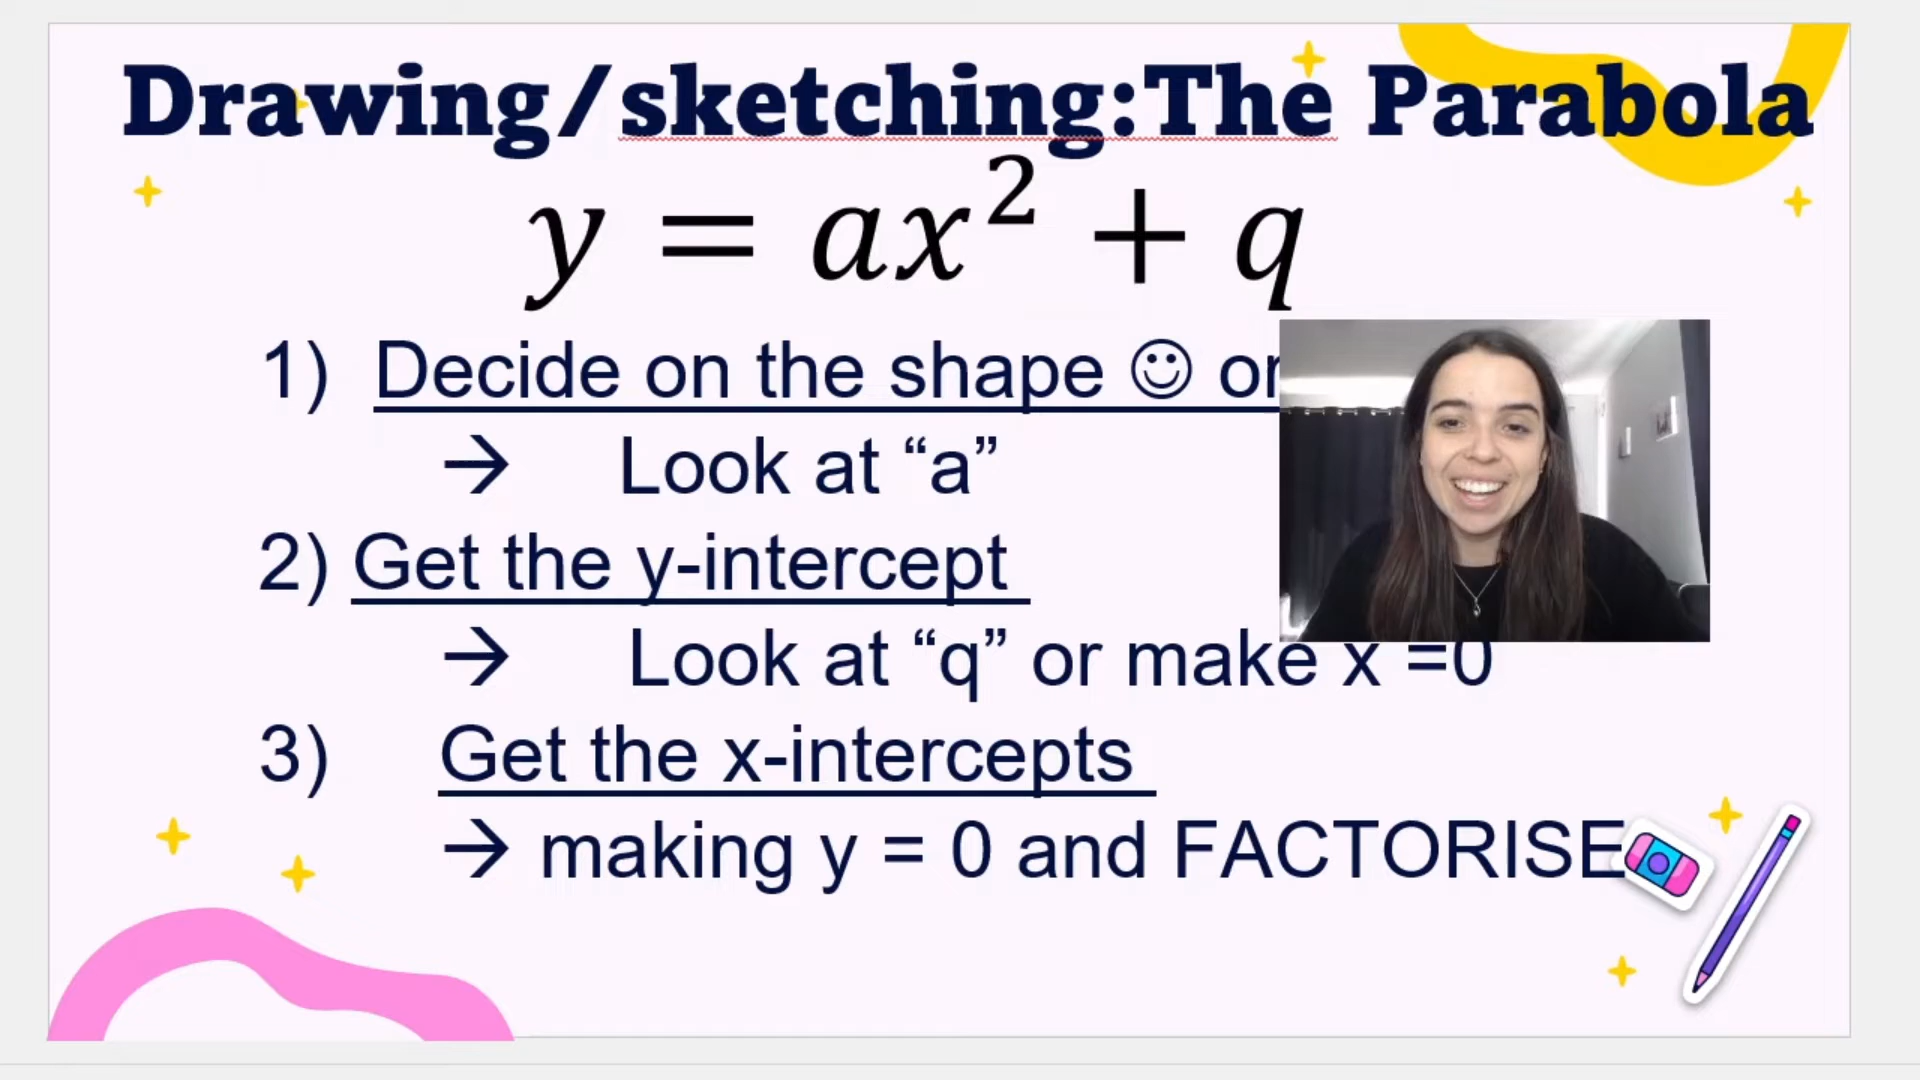 Drawing/sketching:The Parabola
y = ax² + q
1) Decide on the shape ☺ or
→ Look at “a”
2) Get the y-intercept
→ Look at “q” or make x =0
3) Get the x-intercepts
→ making y = 0 and FACTORISE